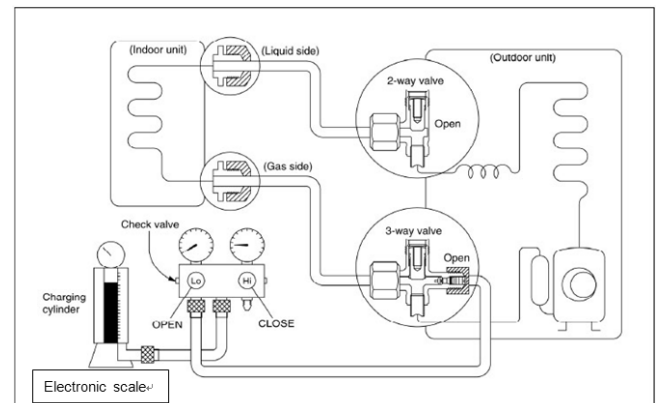 (Indoor unit)
(Liquid side)
(Outdoor unit)
2-way valve
Open
(Gas side)
3-way valve
Open
Check valve
Lo
Hi
Charging
cylinder
OPEN
CLOSE
Electronic scale↵